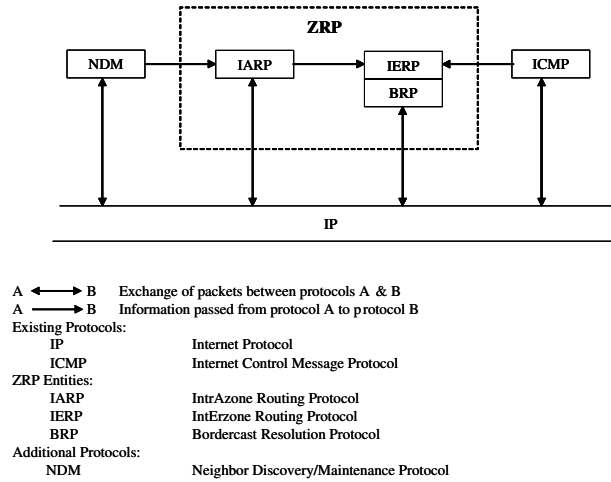 ZRP
NDM
IARP
IERP
ICMP
BRP
IP
A B Exchange of packets between protocols A & B
A B Information passed from protocol A to protocol B
Existing Protocols:
IP Internet Protocol
ICMP Internet Control Message Protocol
ZRP Entities:
IARP IntrAzone Routing Protocol
IERP IntErzone Routing Protocol
BRP Bordercast Resolution Protocol
Additional Protocols:
NDM Neighbor Discovery/Maintenance Protocol